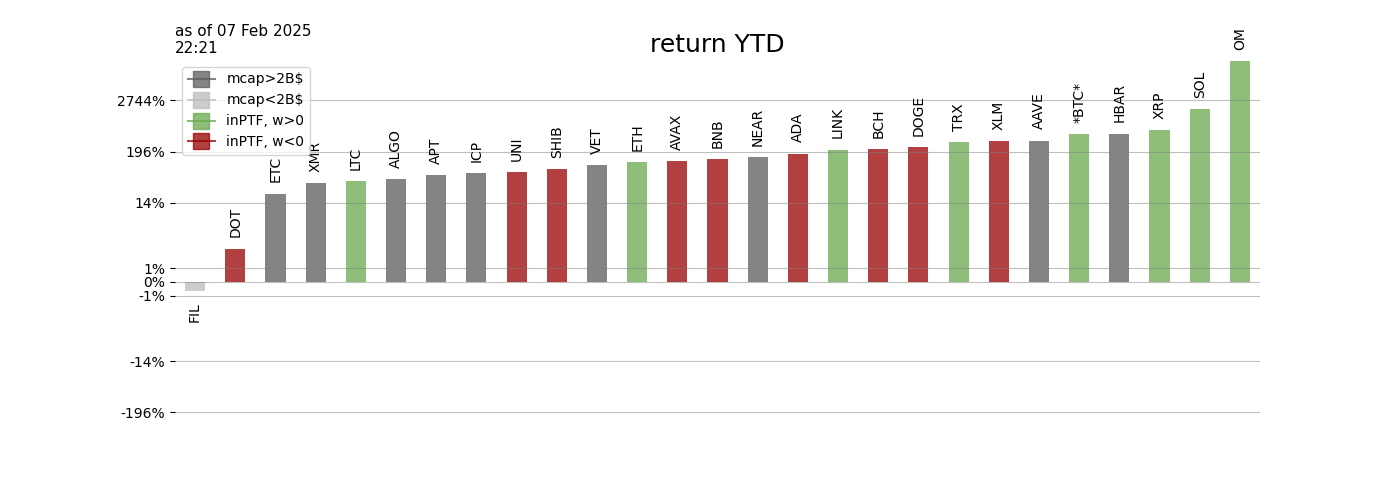 as of 07 Feb 2025
22:21
return YTD
mcap>2B$
mcap<2B$
inPTF, w>0
inPTF, w<0
2744%
196%
14%
1%
0%
-1%
-14%
-196%
FIL
DOT
ETC
XMR
LTC
ALGO
APT
ICP
UNI
SHIB
VET
ETH
AVAX
BNB
NEAR
ADA
LINK
BCH
DOGE
TRX
XLM
AAVE
*BTC*
HBAR
XRP
SOL
OM